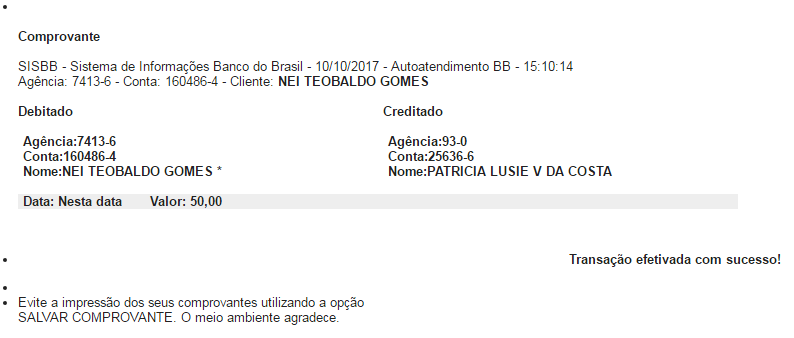 Comprovante
SISBB - Sistema de Informações Banco do Brasil - 10/10/2017 - Autoatendimento BB - 15:10:14
Agência: 7413-6 - Conta: 160486-4 - Cliente: NEI TEOBALDO GOMES
Debitado Creditado
Agência:7413-6 Agência:93-0
Conta:160486-4 Conta:25636-6
Nome:NEI TEOBALDO GOMES * Nome:PATRICIA LUSIE V DA COSTA
Data: Nesta data Valor: 50,00
Transação efetivada com sucesso!
Evite a impressão dos seus comprovantes utilizando a opção
SALVAR COMPROVANTE. O meio ambiente agradece.